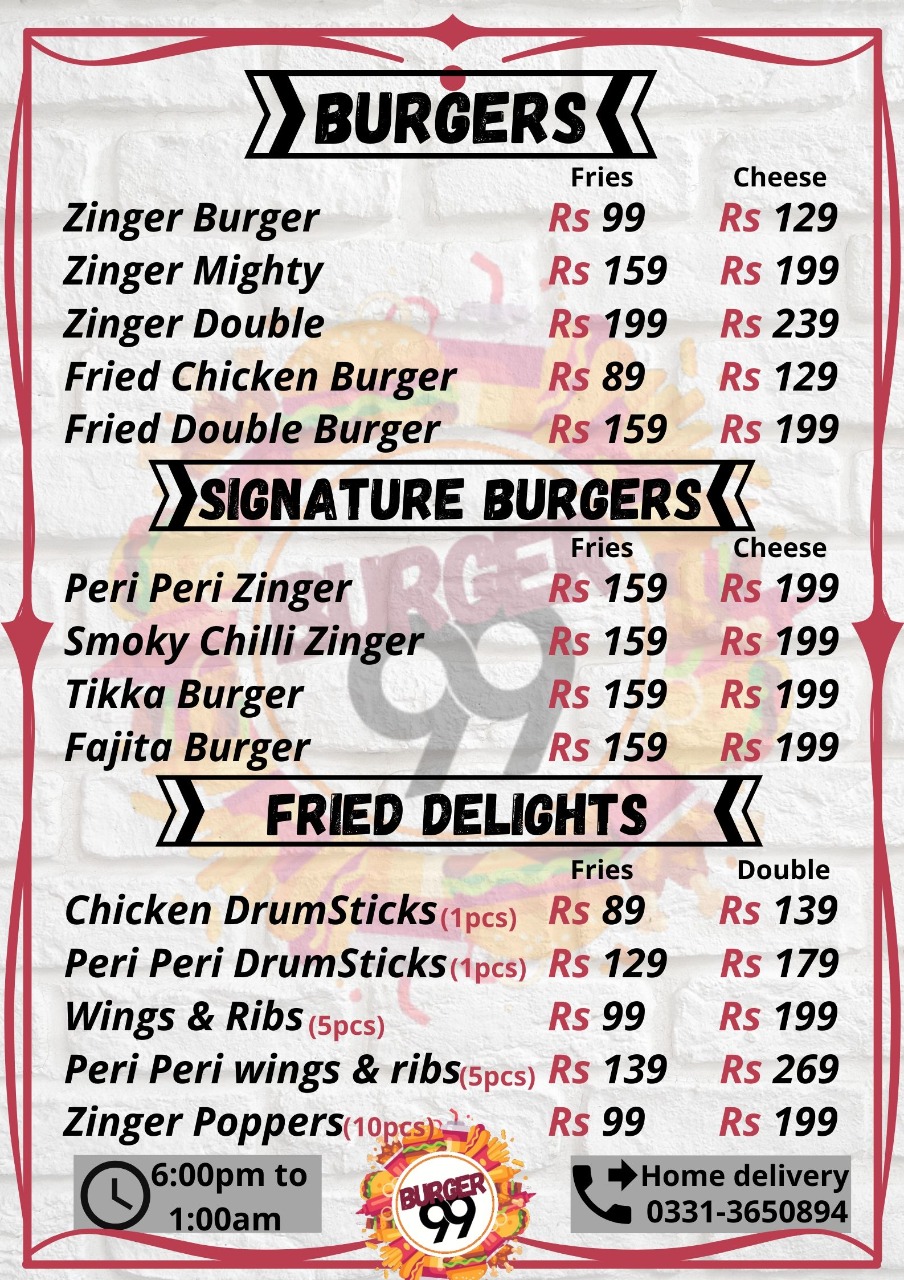 BURGERS
Fries Cheese
Zinger Burger Rs 99 Rs 129
Zinger Mighty Rs 159 Rs 199
Zinger Double Rs 199 Rs 239
Fried Chicken Burger Rs 89 Rs 129
Fried Double Burger Rs 159 Rs 199
SIGNATURE BURGERS
Fries Cheese
Peri Peri Zinger Rs 159 Rs 199
Smoky Chilli Zinger Rs 159 Rs 199
Tikka Burger Rs 159 Rs 199
Fajita Burger Rs 159 Rs 199
BURGER
99
FRIED DELIGHTS
Fries Double
Chicken DrumSticks (1pcs) Rs 89 Rs 139
Peri Peri DrumSticks (1pcs) Rs 129 Rs 179
Wings & Ribs (5pcs) Rs 99 Rs 199
Peri Peri wings & ribs (5pcs) Rs 139 Rs 269
Zinger Poppers (10pcs) Rs 99 Rs 199
6:00pm to
1:00am
BURGER
99
Home delivery
0331-3650894